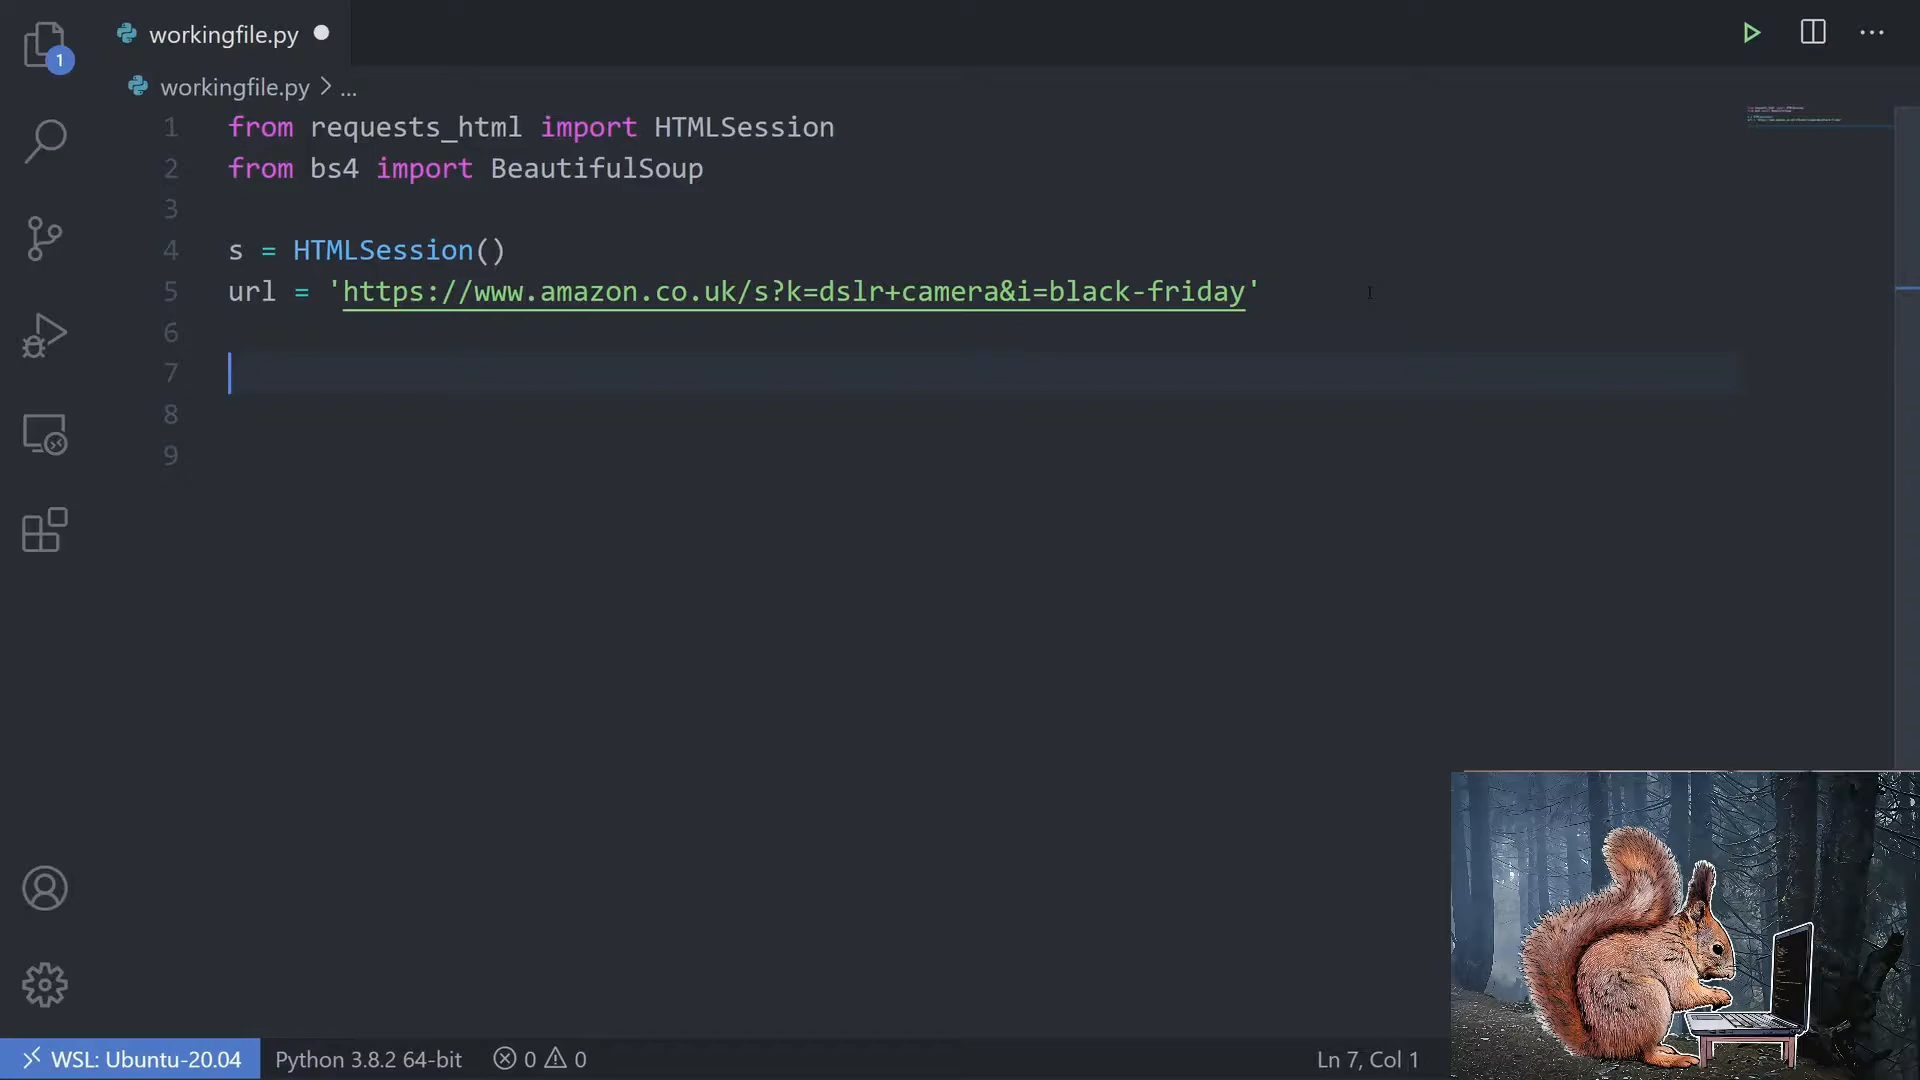 1
workingfile.py
workingfile.py > ...
1 from requests_html import HTMLSession
2 from bs4 import BeautifulSoup
3
4 s = HTMLSession()
5 url = 'https://www.amazon.co.uk/s?k=dslr+camera&i=black-friday'
6
7
8
9
WSL: Ubuntu-20.04 Python 3.8.2 64-bit 0 0 Ln 7, Col 1